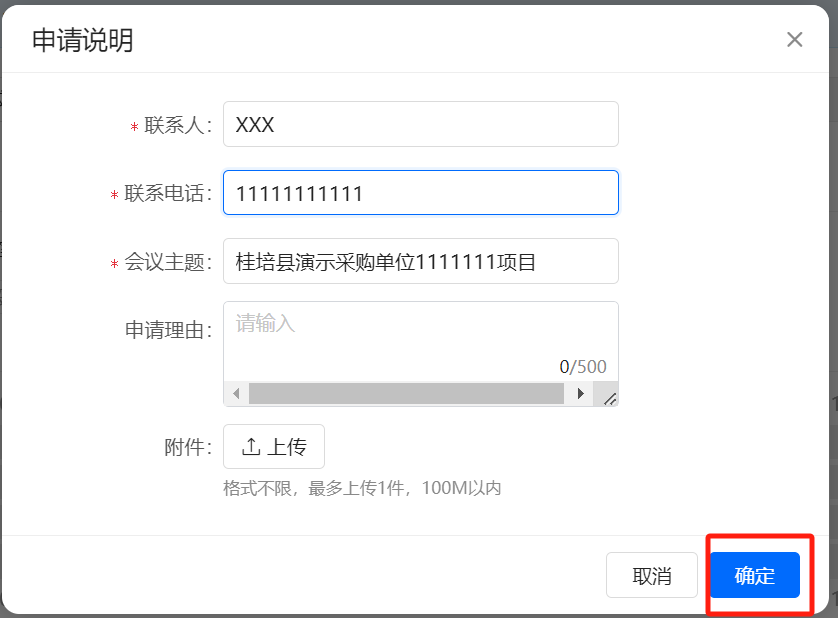 申请说明
* 联系人： XXX
* 联系电话： 11111111111
* 会议主题： 桂培县演示采购单位1111111项目
申请理由： 请输入
0/500
附件： 上传
格式不限，最多上传1件，100M以内
取消 确定